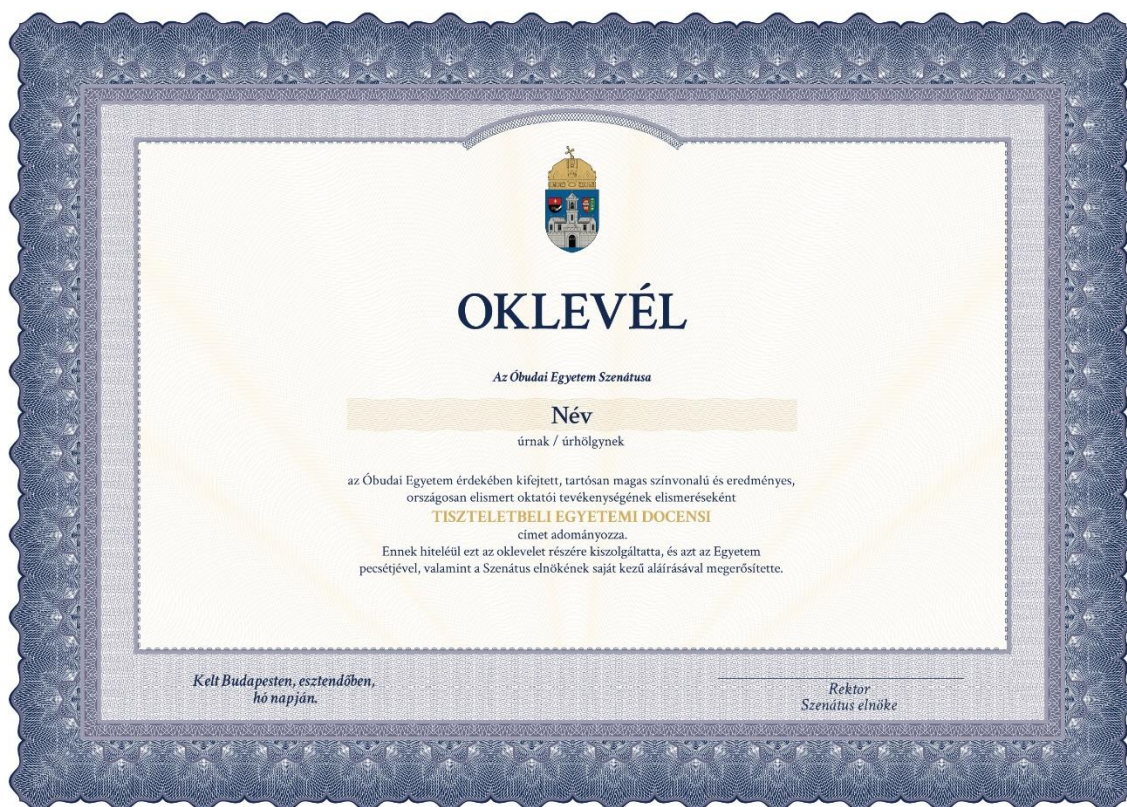 OKLEVÉL
Az Óbudai Egyetem Szenátusa
Név
úrnak / úrhölgynek
az Óbudai Egyetem érdekében kifejtett, tartósan magas színvonalú és eredményes,
országosan elismert oktatói tevékenységének elismeréseként
TISZTELETBELI EGYETEMI DOCENSI
címet adományozza.
Ennek hiteléül ezt az oklevelet részére kiszolgáltatta, és azt az Egyetem
pecsétjével, valamint a Szenátus elnökének saját kezű aláírásával megerősítette.
Kelt Budapesten, esztendőben,
hó napján.
Rektor
Szenátus elnöke